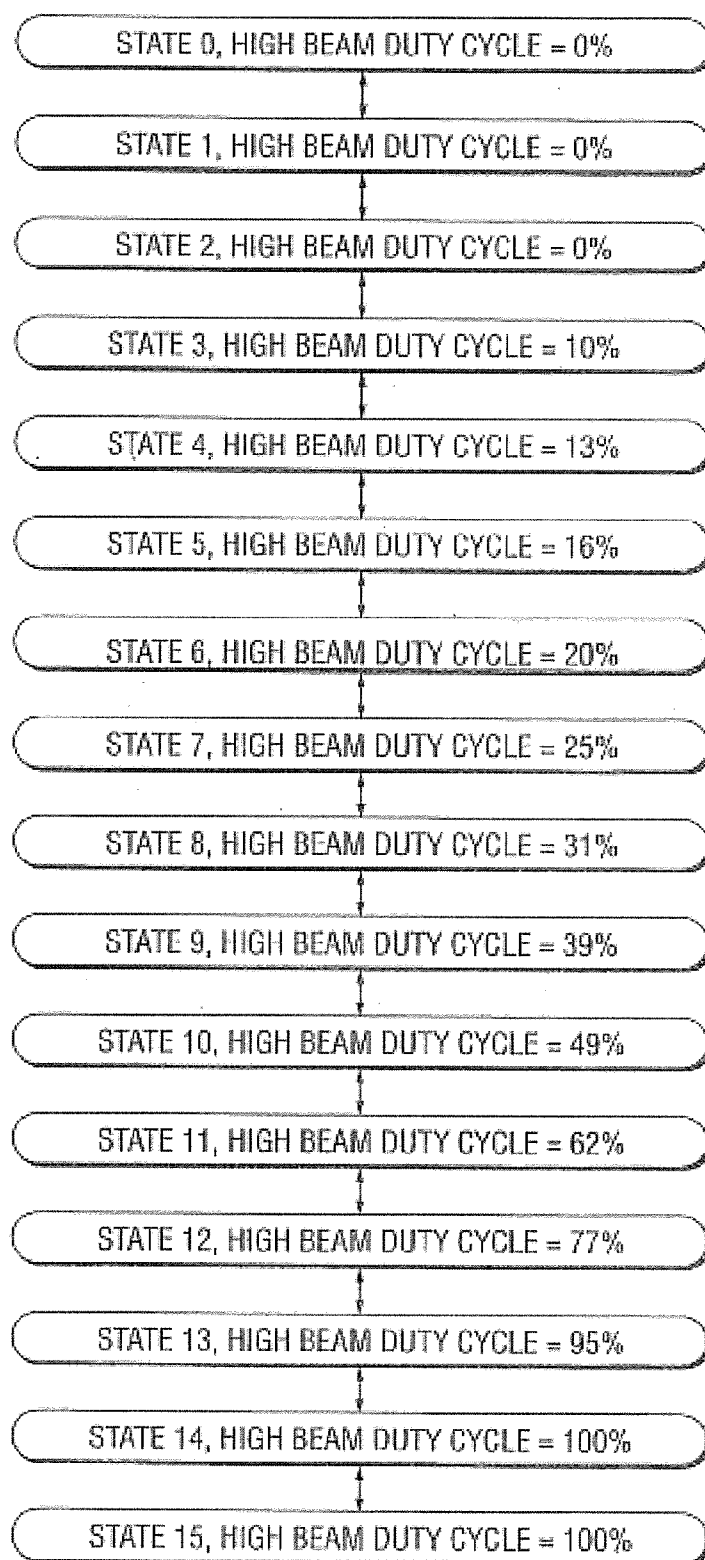 STATE 0, HIGH BEAM DUTY CYCLE = 0%
STATE 1, HIGH BEAM DUTY CYCLE = 0%
STATE 2, HIGH BEAM DUTY CYCLE = 0%
STATE 3, HIGH BEAM DUTY CYCLE = 10%
STATE 4, HIGH BEAM DUTY CYCLE = 13%
STATE 5, HIGH BEAM DUTY CYCLE = 16%
STATE 6, HIGH BEAM DUTY CYCLE = 20%
STATE 7, HIGH BEAM DUTY CYCLE = 25%
STATE 8, HIGH BEAM DUTY CYCLE = 31%
STATE 9, HIGH BEAM DUTY CYCLE = 39%
STATE 10, HIGH BEAM DUTY CYCLE = 49%
STATE 11, HIGH BEAM DUTY CYCLE = 62%
STATE 12, HIGH BEAM DUTY CYCLE = 77%
STATE 13, HIGH BEAM DUTY CYCLE = 95%
STATE 14, HIGH BEAM DUTY CYCLE = 100%
STATE 15, HIGH BEAM DUTY CYCLE = 100%